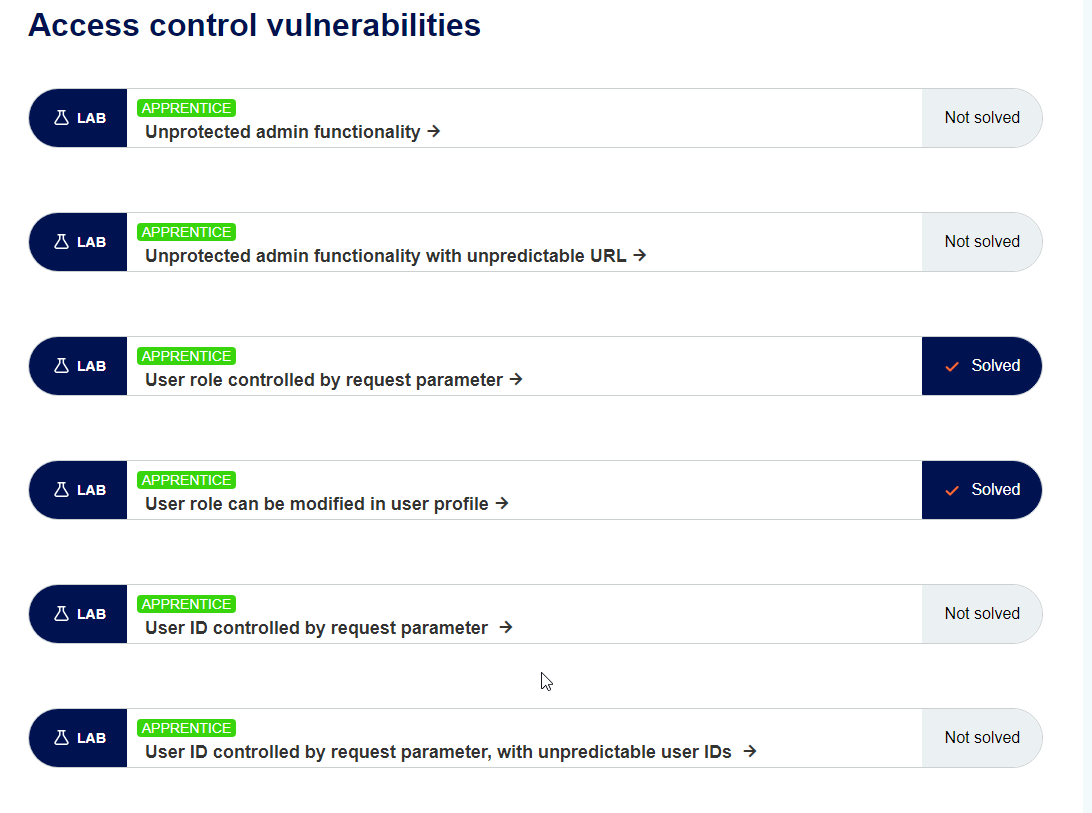 Access control vulnerabilities
LAB
APPRENTICE
Unprotected admin functionality →
Not solved
LAB
APPRENTICE
Unprotected admin functionality with unpredictable URL →
Not solved
LAB
APPRENTICE
User role controlled by request parameter →
Solved
LAB
APPRENTICE
User role can be modified in user profile →
Solved
LAB
APPRENTICE
User ID controlled by request parameter →
Not solved
LAB
APPRENTICE
User ID controlled by request parameter, with unpredictable user IDs →
Not solved